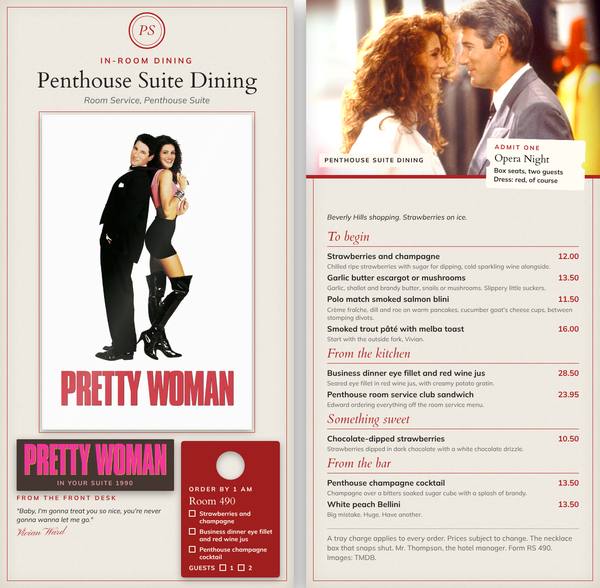 PS
IN-ROOM DINING
Penthouse Suite Dining
Room Service, Penthouse Suite
PRETTY WOMAN
PRETTY WOMAN
IN YOUR SUITE 1990
FROM THE FRONT DESK
"Baby, I'm gonna treat you so nice, you're never
gonna wanna let me go."
Vivian Ward
ORDER BY 1 AM
Room 490
Strawberries and
champagne
Business dinner eye fillet
and red wine jus
Penthouse champagne
cocktail
GUESTS 1 2
PENTHOUSE SUITE DINING
ADMIT ONE
Opera Night
Box seats, two guests
Dress: red, of course
Beverly Hills shopping. Strawberries on ice.
To begin
Strawberries and champagne 12.00
Chilled ripe strawberries with sugar for dipping, cold sparkling wine alongside.
Garlic butter escargot or mushrooms 13.50
Garlic, shallot and brandy butter, snails or mushrooms. Slippery little suckers.
Polo match smoked salmon blini 11.50
Crème fraîche, dill and roe on warm pancakes, cucumber goat's cheese cups, between
stomping divots.
Smoked trout pâté with melba toast 16.00
Start with the outside fork, Vivian.
From the kitchen
Business dinner eye fillet and red wine jus 28.50
Seared eye fillet in red wine jus, with creamy potato gratin.
Penthouse room service club sandwich 23.95
Edward ordering everything off the room service menu.
Something sweet
Chocolate-dipped strawberries 10.50
Strawberries dipped in dark chocolate with a white chocolate drizzle.
From the bar
Penthouse champagne cocktail 13.50
Champagne over a bitters soaked sugar cube with a splash of brandy.
White peach Bellini 13.50
Big mistake. Huge. Have another.
A tray charge applies to every order. Prices subject to change. The necklace
box that snaps shut. Mr. Thompson, the hotel manager. Form RS 490.
Images: TMDB.